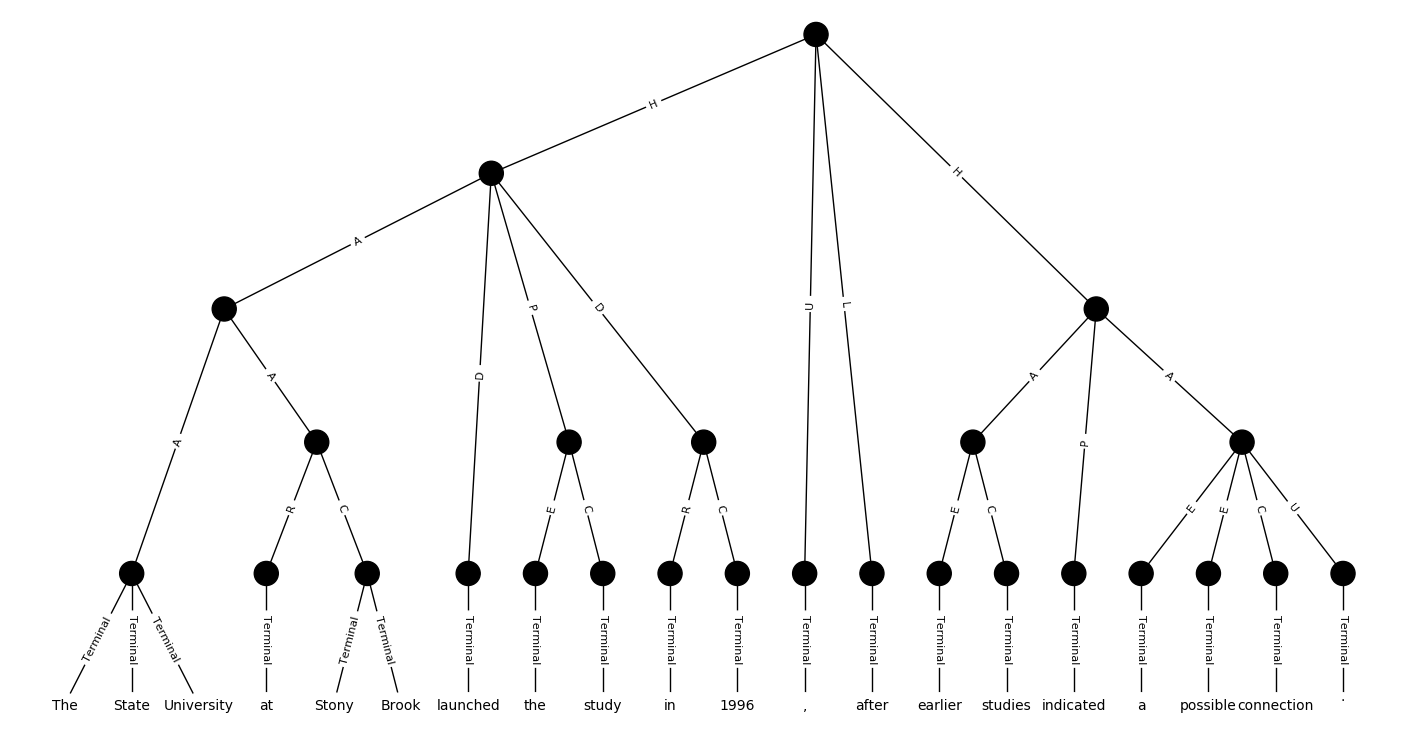 H H
A U L D P D H
A A A P A
R C E C R C E C E E C U
Terminal Terminal Terminal Terminal Terminal Terminal Terminal Terminal Terminal Terminal Terminal Terminal Terminal Terminal Terminal Terminal Terminal Terminal Terminal Terminal
The State University at Stony Brook launched the study in 1996 , after earlier studies indicated a possible connection .